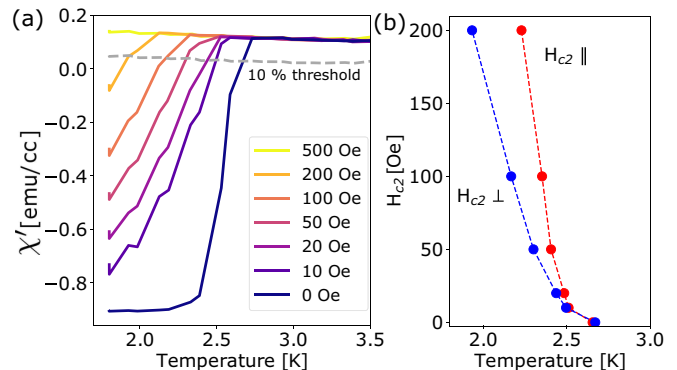 (a)
(b)
0.2
0.0
−0.2
−0.4
−0.6
−0.8
χ′ [emu/cc]
10 % threshold
500 Oe
200 Oe
100 Oe
50 Oe
20 Oe
10 Oe
0 Oe
2.0 2.5 3.0 3.5
Temperature [K]
200
150
100
50
0
H_c2 [Oe]
H_c2 ∥
H_c2 ⊥
2.0 2.5 3.0
Temperature [K]